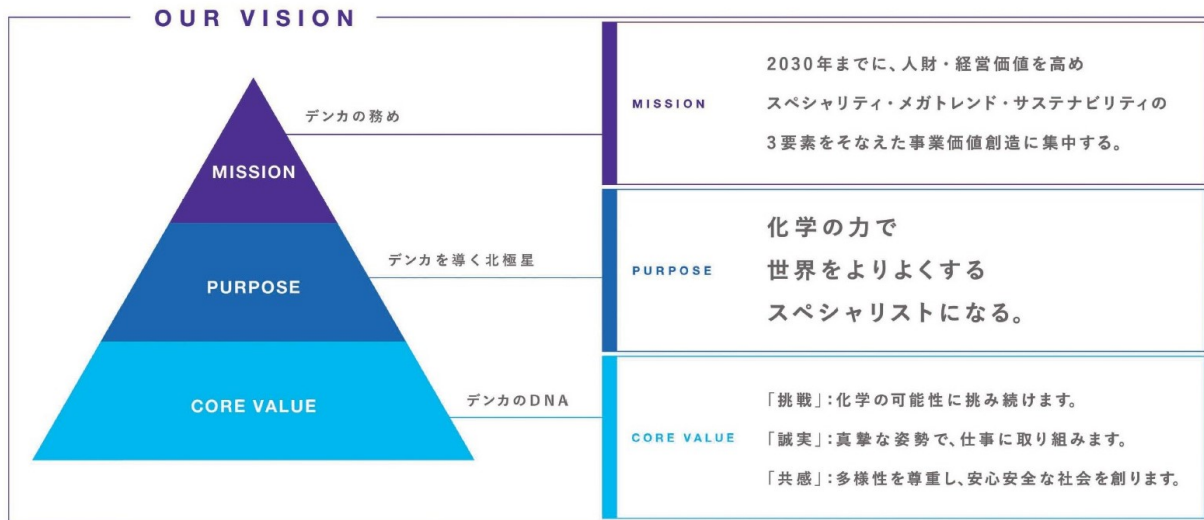 OUR VISION
MISSION
PURPOSE
CORE VALUE
デンカの務め
デンカを導く北極星
デンカのDNA
MISSION
2030年までに、人財・経営価値を高め
スペシャリティ・メガトレンド・サステナビリティの
3要素をそなえた事業価値創造に集中する。
PURPOSE
化学の力で
世界をよりよくする
スペシャリストになる。
CORE VALUE
「挑戦」:化学の可能性に挑み続けます。
「誠実」:真摯な姿勢で、仕事に取り組みます。
「共感」:多様性を尊重し、安心安全な社会を創ります。